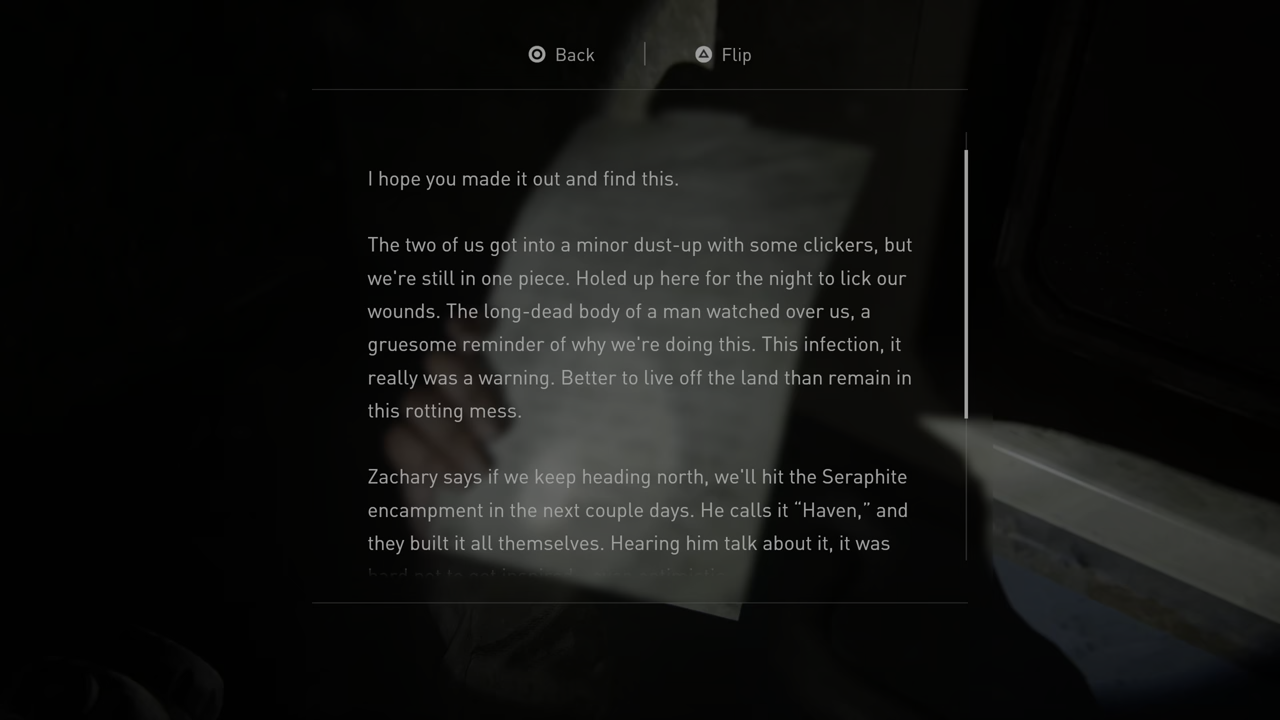 Back
Flip
I hope you made it out and find this.
The two of us got into a minor dust-up with some clickers, but
we're still in one piece. Holed up here for the night to lick our
wounds. The long-dead body of a man watched over us, a
gruesome reminder of why we're doing this. This infection, it
really was a warning. Better to live off the land than remain in
this rotting mess.
Zachary says if we keep heading north, we'll hit the Seraphite
encampment in the next couple days. He calls it “Haven,” and
they built it all themselves. Hearing him talk about it, it was
hard not to get